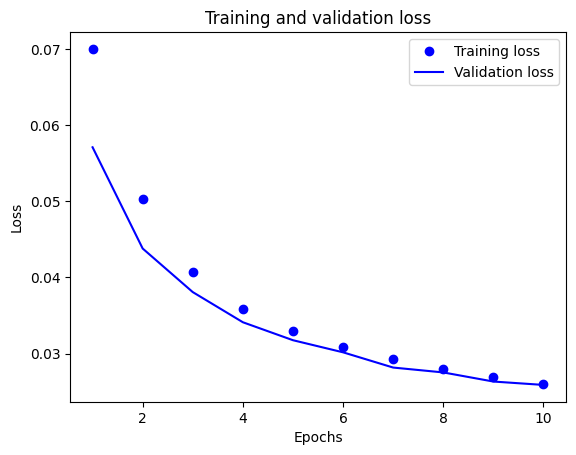 Training and validation loss
Training loss
Validation loss
0.07
0.06
0.05
0.04
0.03
Loss
2
4
6
8
10
Epochs